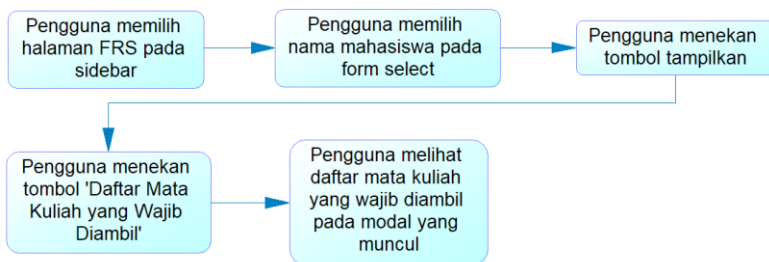 Pengguna memilih
halaman FRS pada
sidebar
Pengguna memilih
nama mahasiswa pada
form select
Pengguna menekan
tombol tampilkan
Pengguna menekan
tombol 'Daftar Mata
Kuliah yang Wajib
Diambil'
Pengguna melihat
daftar mata kuliah
yang wajib diambil
pada modal yang
muncul